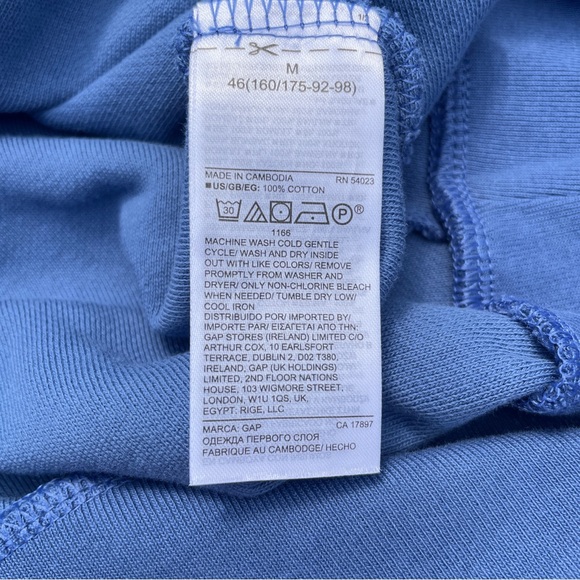 1/
M
46(160/175-92-98)
MADE IN CAMBODIA RN 54023
■US/GB/EG: 100% COTTON
30 P ®
1166
MACHINE WASH COLD GENTLE
CYCLE/ WASH AND DRY INSIDE
OUT WITH LIKE COLORS/ REMOVE
PROMPTLY FROM WASHER AND
DRYER/ ONLY NON-CHLORINE BLEACH
WHEN NEEDED/ TUMBLE DRY LOW/
COOL IRON
DISTRIBUIDO POR/ IMPORTED BY/
IMPORTE PAR/ ΕΙΣΑΓΕΤΑΙ ΑΠΟ ΤΗΝ:
GAP STORES (IRELAND) LIMITED C/O
ARTHUR COX, 10 EARLSFORT
TERRACE, DUBLIN 2, D02 T380,
IRELAND, GAP (UK HOLDINGS)
LIMITED, 2ND FLOOR NATIONS
HOUSE, 103 WIGMORE STREET,
LONDON, W1U 1QS, UK,
EGYPT: RIGE, LLC
MARCA: GAP CA 17897
ОДЕЖДА ПЕРВОГО СЛОЯ
FABRIQUE AU CAMBODGE/ HECHO